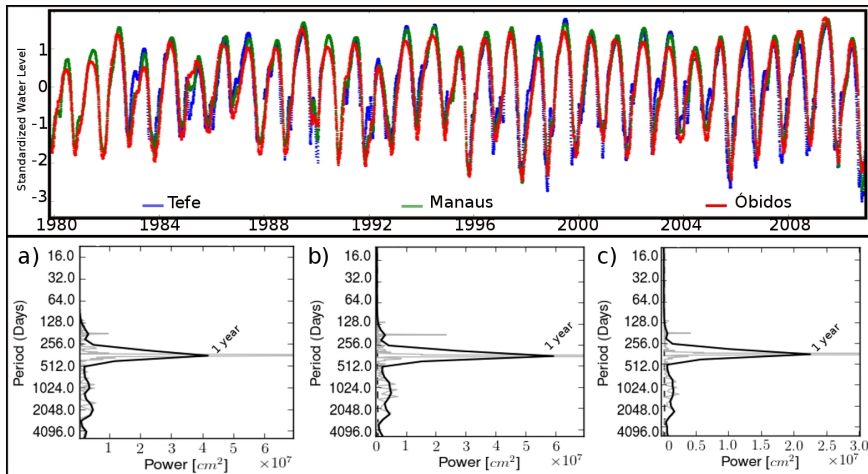 Standardized Water Level
1
0
-1
-2
-3
Tefe Manaus Óbidos
1980 1984 1988 1992 1996 2000 2004 2008
a)
Period (Days)
16.0
32.0
64.0
128.0
256.0
512.0
1024.0
2048.0
4096.0
1 year
0 1 2 3 4 5 6
Power [cm²] ×10⁷
b)
Period (Days)
16.0
32.0
64.0
128.0
256.0
512.0
1024.0
2048.0
4096.0
1 year
0 1 2 3 4 5 6
Power [cm²] ×10⁷
c)
Period (Days)
16.0
32.0
64.0
128.0
256.0
512.0
1024.0
2048.0
4096.0
1 year
0 0.5 1.0 1.5 2.0 2.5 3.0
Power [cm²] ×10⁷